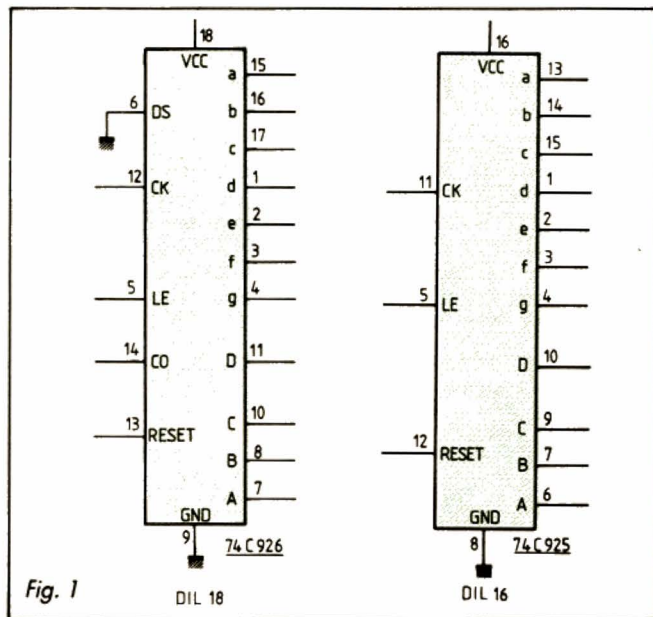 18
VCC
a 15
b 16
c 17
d 1
e 2
f 3
g 4
D 11
C 10
B 8
A 7
6 DS
12 CK
5 LE
14 CO
13 RESET
GND
9
74C926
DIL 18
16
VCC
a 13
b 14
c 15
d 1
e 2
f 3
g 4
D 10
C 9
B 7
A 6
11 CK
5 LE
12 RESET
GND
8
74C925
DIL 16
Fig. 1